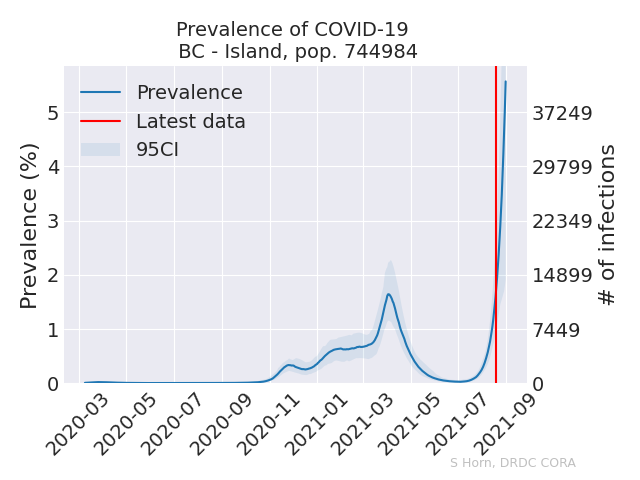 Prevalence of COVID-19
BC - Island, pop. 744984
Prevalence
Latest data
95CI
Prevalence (%)
5
4
3
2
1
0
37249
29799
22349
14899
7449
0
# of infections
2020-03
2020-05
2020-07
2020-09
2020-11
2021-01
2021-03
2021-05
2021-07
2021-09
S Horn, DRDC CORA